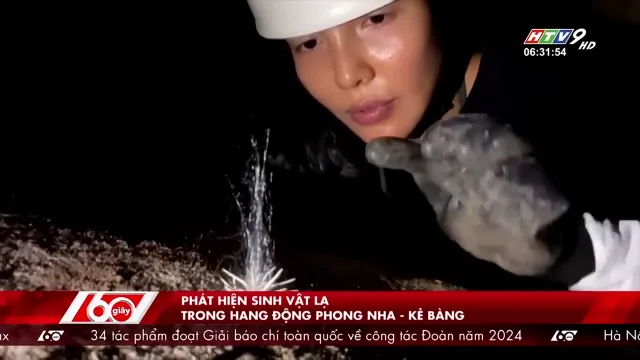 HTV9 HD
06:31:54
60 giây
PHÁT HIỆN SINH VẬT LẠ
TRONG HANG ĐỘNG PHONG NHA - KẺ BÀNG
34 tác phẩm đoạt Giải báo chí toàn quốc về công tác Đoàn năm 2024
60
60
Hà N